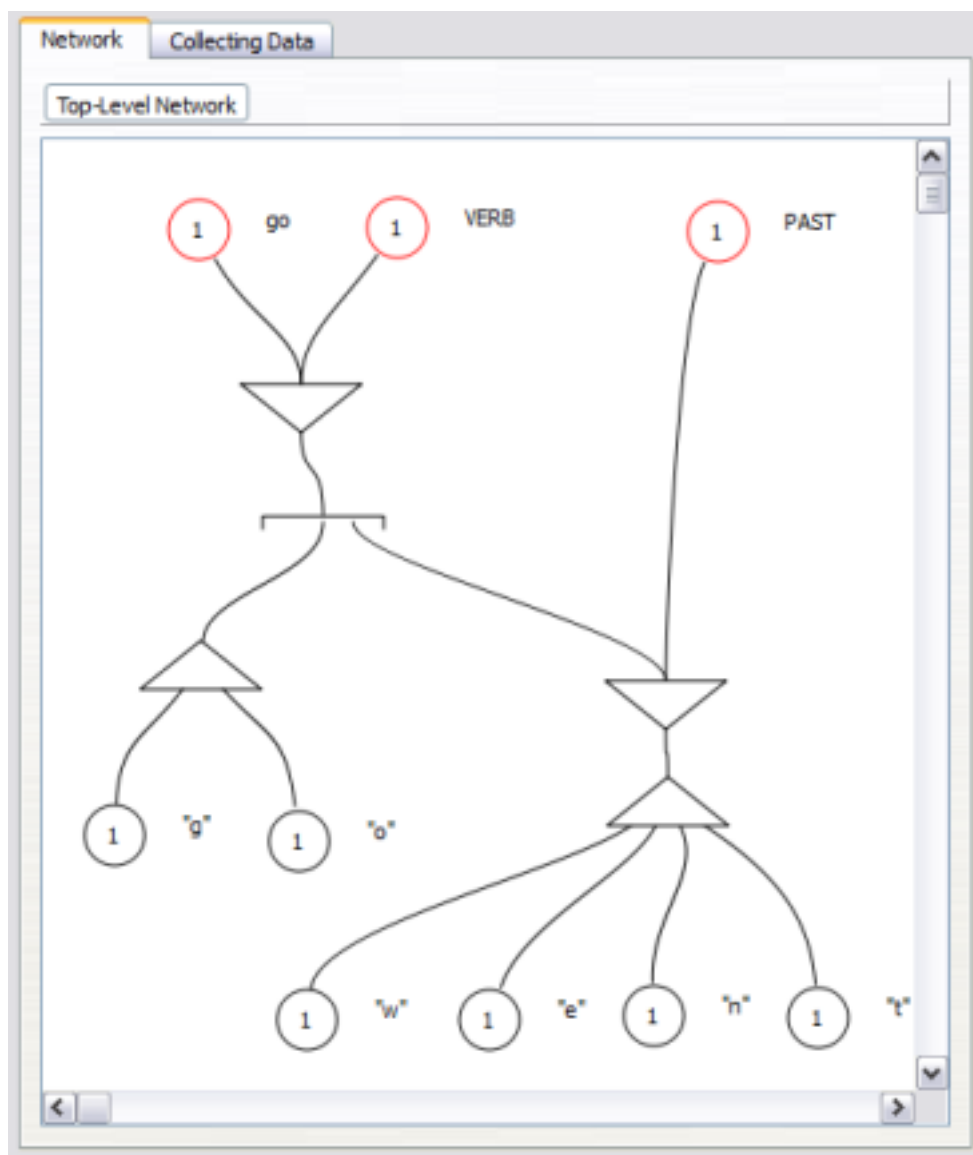 Network Collecting Data
Top-Level Network
1 go 1 VERB 1 PAST
1 "g" 1 "o"
1 "w" 1 "e" 1 "n" 1 "t"